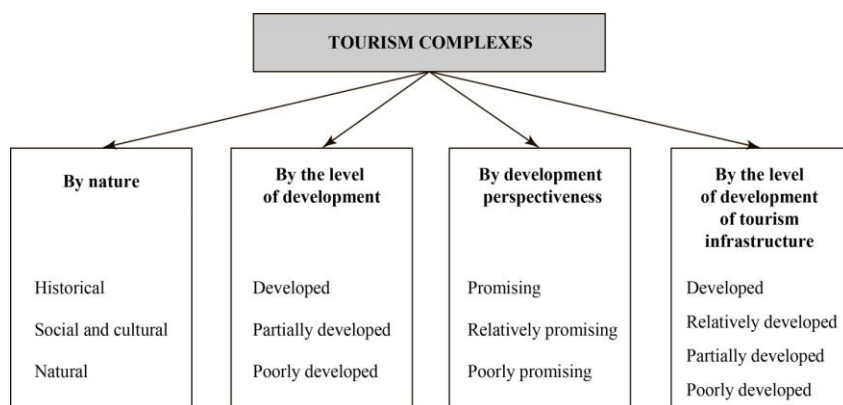 TOURISM COMPLEXES
By nature
Historical
Social and cultural
Natural
By the level
of development
Developed
Partially developed
Poorly developed
By development
perspectiveness
Promising
Relatively promising
Poorly promising
By the level
of development
of tourism
infrastructure
Developed
Relatively developed
Partially developed
Poorly developed